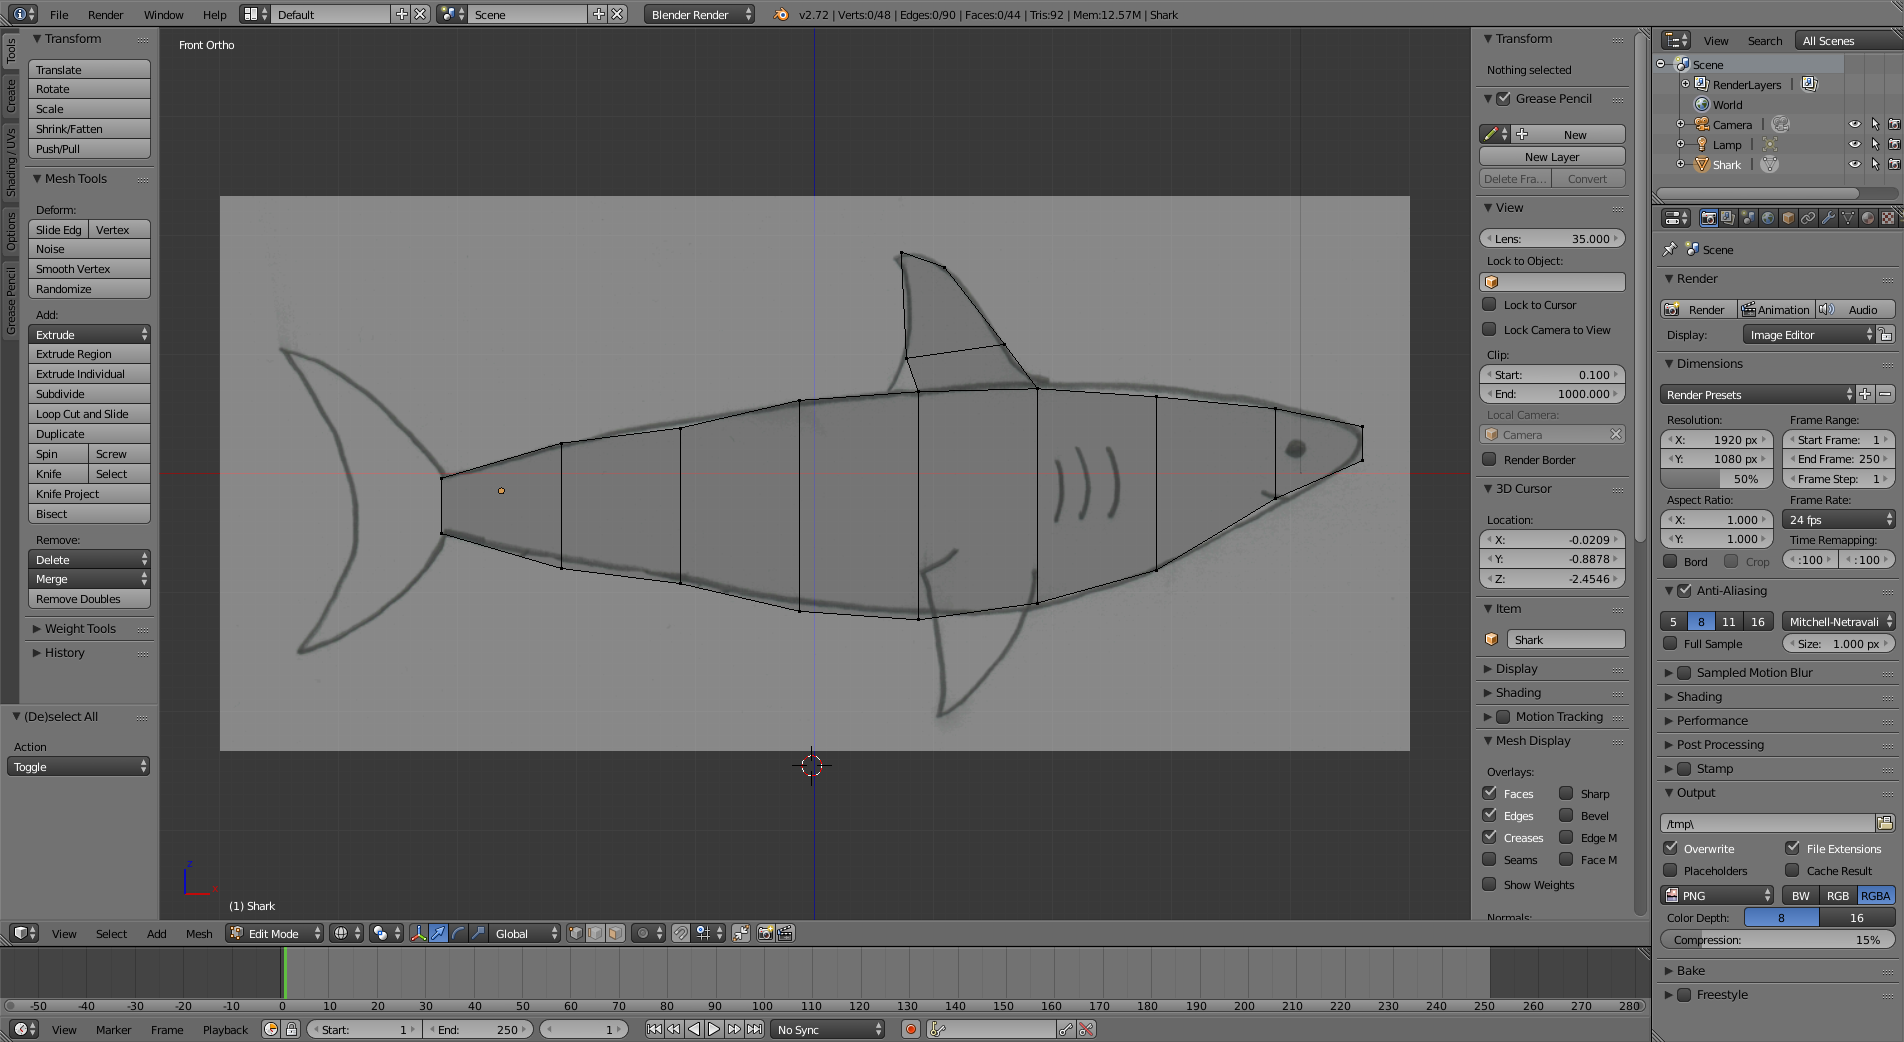 File Render Window Help Default Scene Blender Render v2.72 | Verts:0/48 | Edges:0/90 | Faces:0/44 | Tris:92 | Mem:12.57M | Shark
Tools
Create
Shading / UVs
Options
Grease Pencil
Transform
Translate
Rotate
Scale
Shrink/Fatten
Push/Pull
Mesh Tools
Deform:
Slide Edg Vertex
Noise
Smooth Vertex
Randomize
Add:
Extrude
Extrude Region
Extrude Individual
Subdivide
Loop Cut and Slide
Duplicate
Spin Screw
Knife Select
Knife Project
Bisect
Remove:
Delete
Merge
Remove Doubles
Weight Tools
History
(De)select All
Action
Toggle
Front Ortho
z
(1) Shark
Transform
Nothing selected
Grease Pencil
New
New Layer
Delete Fra... Convert
View
Lens: 35.000
Lock to Object:
Lock to Cursor
Lock Camera to View
Clip:
Start: 0.100
End: 1000.000
Local Camera:
Camera
Render Border
3D Cursor
Location:
X: -0.0209
Y: -0.8878
Z: -2.4546
Item
Shark
Display
Shading
Motion Tracking
Mesh Display
Overlays:
Faces Sharp
Edges Bevel
Creases Edge M
Seams Face M
Show Weights
Normals:
View Search All Scenes
Scene
RenderLayers |
World
Camera |
Lamp |
Shark |
Scene
Render
Render Animation Audio
Display: Image Editor
Dimensions
Render Presets
Resolution: Frame Range:
X: 1920 px Start Frame: 1
Y: 1080 px End Frame: 250
50% Frame Step: 1
Aspect Ratio: Frame Rate:
X: 1.000 24 fps
Y: 1.000 Time Remapping:
Bord Crop :100 :100
Anti-Aliasing
5 8 11 16 Mitchell-Netravali
Full Sample Size: 1.000 px
Sampled Motion Blur
Shading
Performance
Post Processing
Stamp
Output
/tmp\
Overwrite File Extensions
Placeholders Cache Result
PNG BW RGB RGBA
Color Depth: 8 16
Compression: 15%
Bake
Freestyle
View Select Add Mesh Edit Mode Global
-50 -40 -30 -20 -10 0 10 20 30 40 50 60 70 80 90 100 110 120 130 140 150 160 170 180 190 200 210 220 230 240 250 260 270 280
View Marker Frame Playback Start: 1 End: 250 1 No Sync